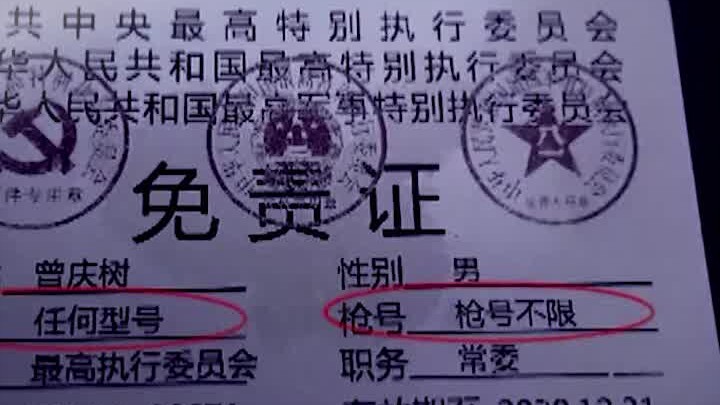 共中央最高特别执行委员会
华人民共和国最高特别执行委员会
华人民共和国最高军事特别执行委员会
免责证
曾庆树 性别 男
任何型号 枪号 枪号不限
最高执行委员会 职务 常委